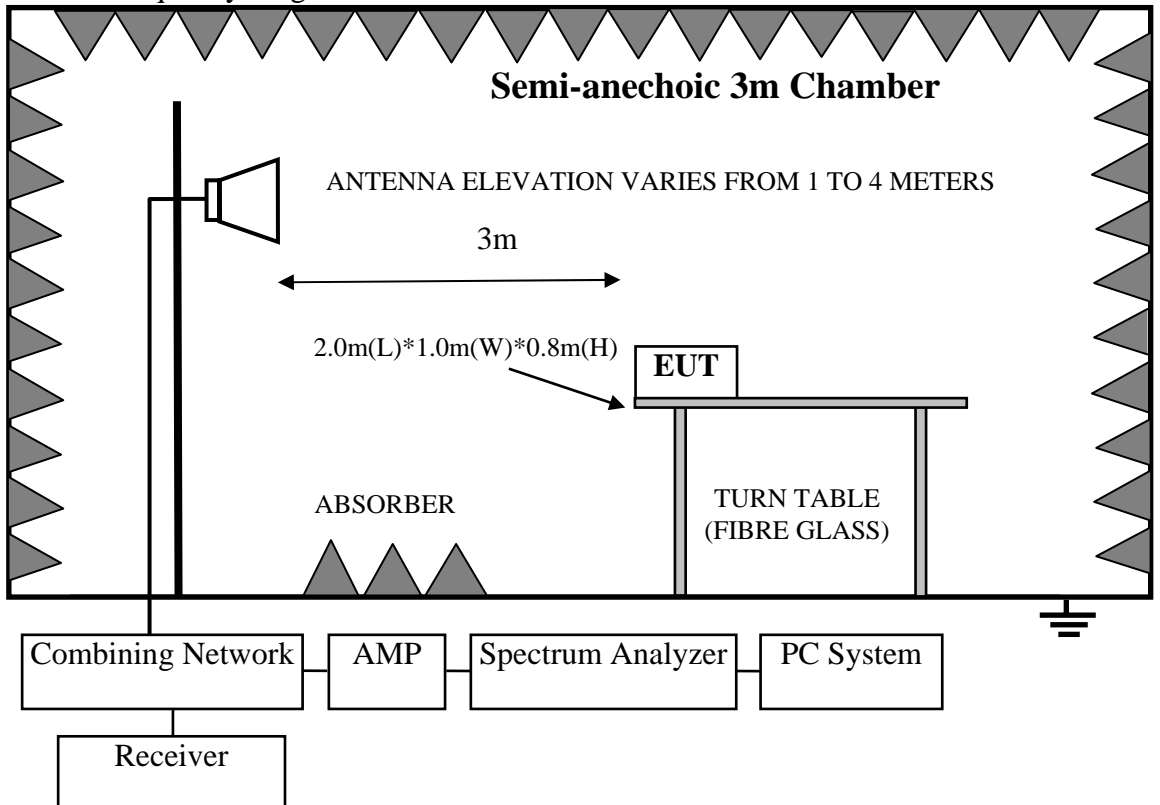 Semi-anechoic 3m Chamber
ANTENNA ELEVATION VARIES FROM 1 TO 4 METERS
3m
2.0m(L)*1.0m(W)*0.8m(H)
EUT
ABSORBER
TURN TABLE
(FIBRE GLASS)
Combining Network
AMP
Spectrum Analyzer
PC System
Receiver